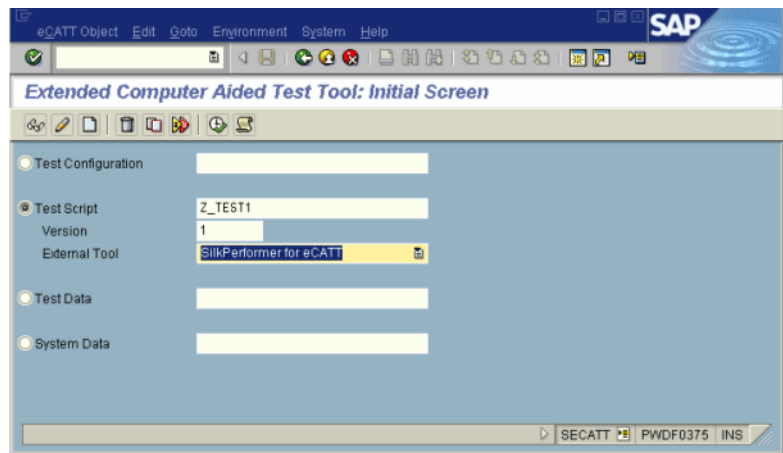 eCATT Object Edit Goto Environment System Help
SAP
Extended Computer Aided Test Tool: Initial Screen
Test Configuration
Test Script Z_TEST1
Version 1
External Tool SilkPerformer for eCATT
Test Data
System Data
SECATT PWDF0375 INS